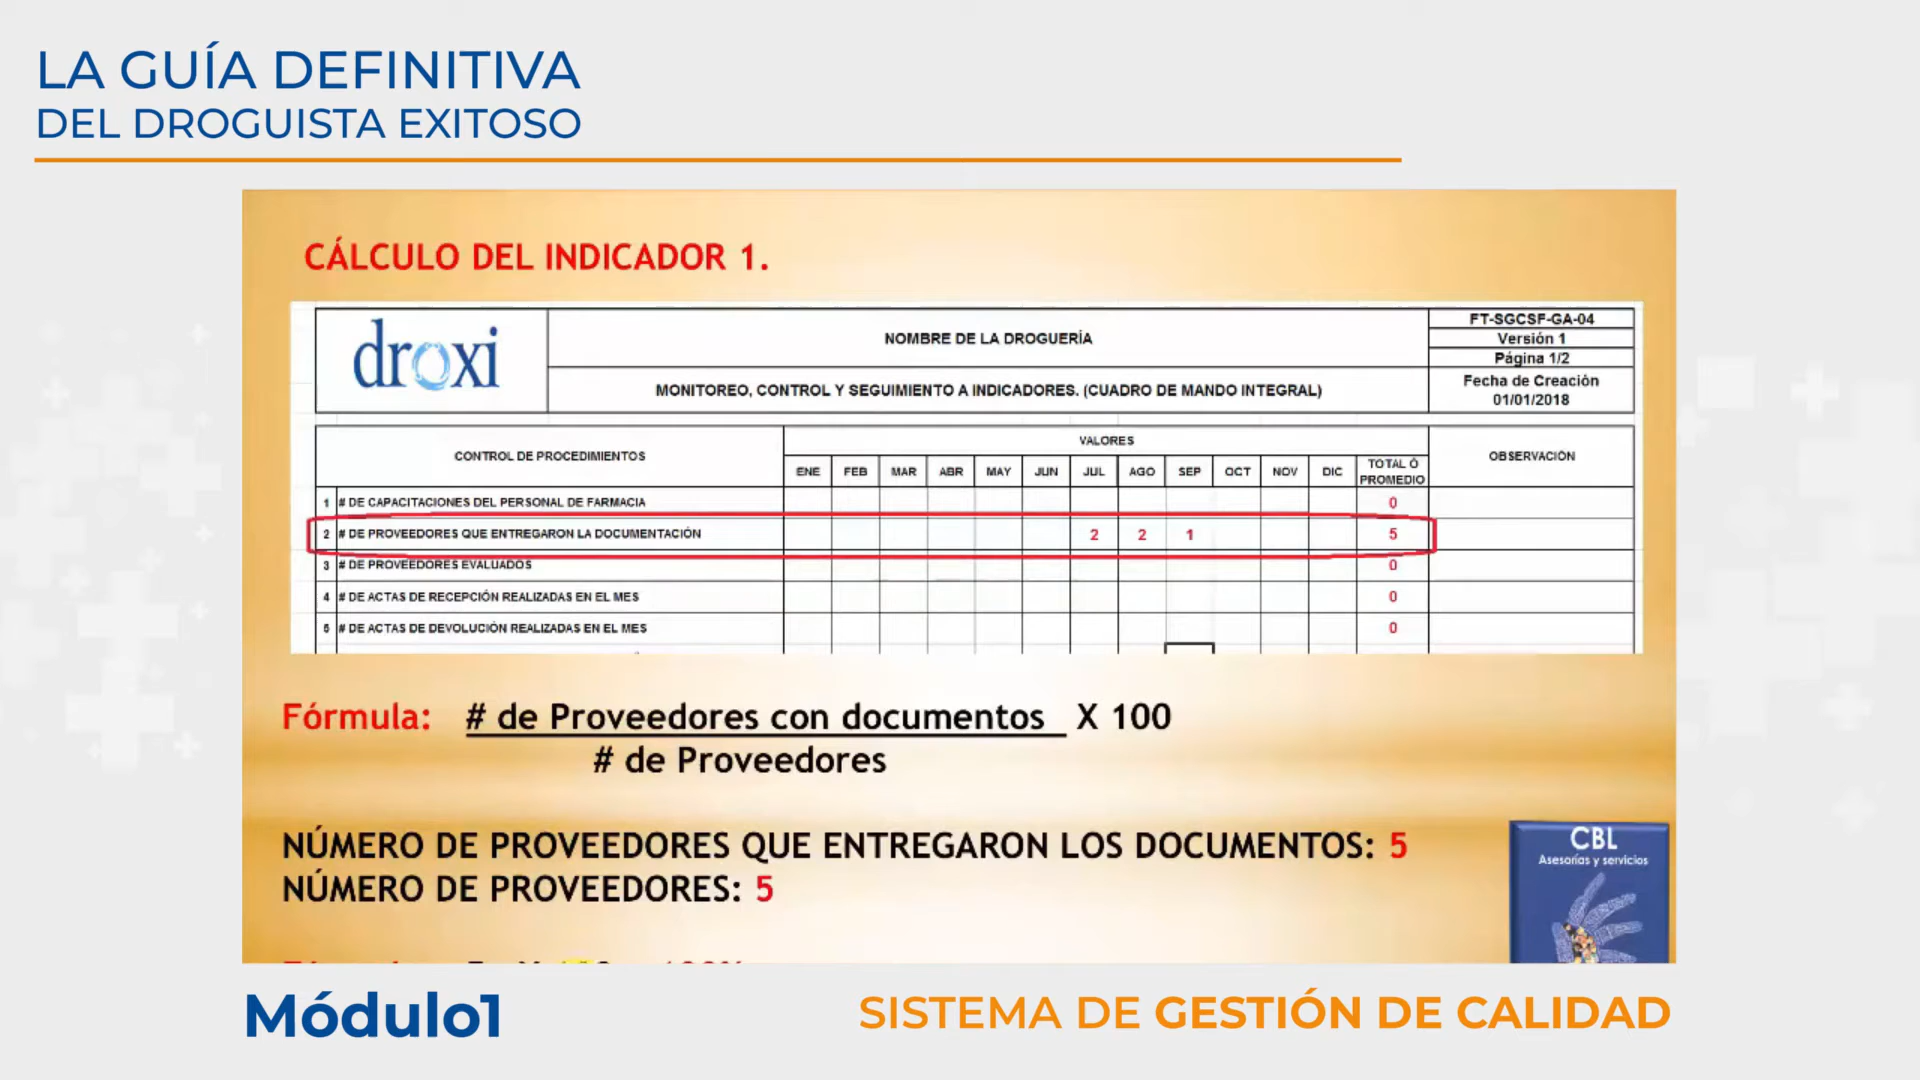 LA GUÍA DEFINITIVA
DEL DROGUISTA EXITOSO
CÁLCULO DEL INDICADOR 1.
droxi
NOMBRE DE LA DROGUERÍA
MONITOREO, CONTROL Y SEGUIMIENTO A INDICADORES. (CUADRO DE MANDO INTEGRAL)
FT-SGCSF-GA-04
Versión 1
Página 1/2
Fecha de Creación
01/01/2018
CONTROL DE PROCEDIMIENTOS
VALORES
OBSERVACIÓN
ENE FEB MAR ABR MAY JUN JUL AGO SEP OCT NOV DIC TOTAL Ó PROMEDIO
1 # DE CAPACITACIONES DEL PERSONAL DE FARMACIA 0
2 # DE PROVEEDORES QUE ENTREGARON LA DOCUMENTACIÓN 2 2 1 5
3 # DE PROVEEDORES EVALUADOS 0
4 # DE ACTAS DE RECEPCIÓN REALIZADAS EN EL MES 0
5 # DE ACTAS DE DEVOLUCIÓN REALIZADAS EN EL MES 0
Fórmula: # de Proveedores con documentos X 100
# de Proveedores
NÚMERO DE PROVEEDORES QUE ENTREGARON LOS DOCUMENTOS: 5
NÚMERO DE PROVEEDORES: 5
CBL
Asesorías y servicios
Módulo1
SISTEMA DE GESTIÓN DE CALIDAD